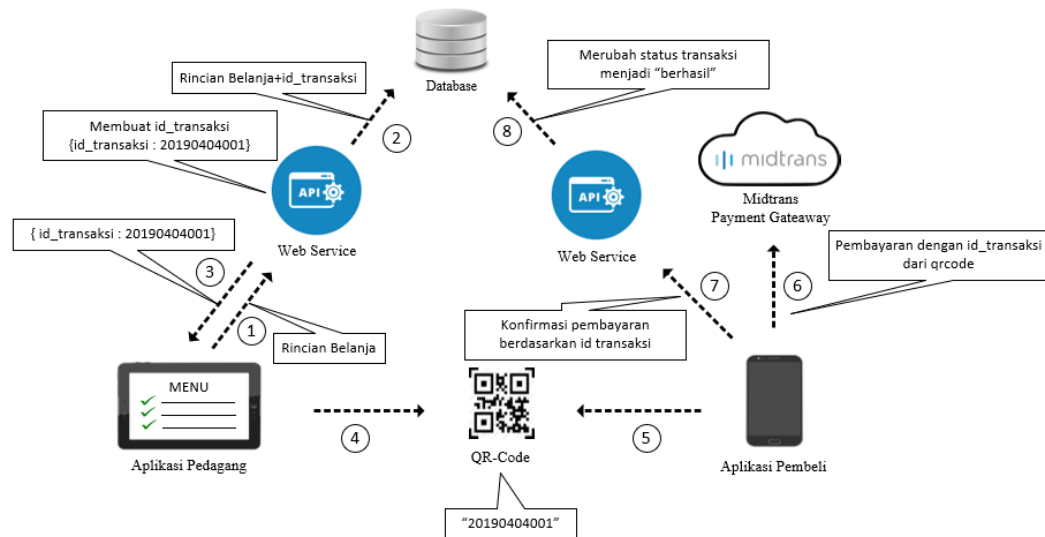 Database
Merubah status transaksi
menjadi "berhasil"
Rincian Belanja+id_transaksi
2
8
Membuat id_transaksi
{id_transaksi : 20190404001}
API
Web Service
API
Web Service
midtrans
Midtrans
Payment Gateaway
{ id_transaksi : 20190404001}
3
1
Rincian Belanja
7
6
Pembayaran dengan id_transaksi
dari qrcode
Konfirmasi pembayaran
berdasarkan id transaksi
MENU
Aplikasi Pedagang
4
QR-Code
5
Aplikasi Pembeli
"20190404001"